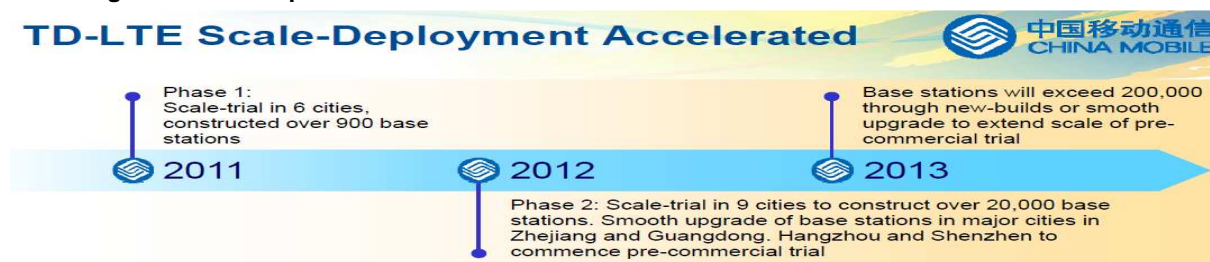 TD-LTE Scale-Deployment Accelerated
中国移动通信
CHINA MOBILE
Phase 1:
Scale-trial in 6 cities,
constructed over 900 base
stations
Base stations will exceed 200,000
through new-builds or smooth
upgrade to extend scale of pre-
commercial trial
2011
2012
2013
Phase 2: Scale-trial in 9 cities to construct over 20,000 base
stations. Smooth upgrade of base stations in major cities in
Zhejiang and Guangdong. Hangzhou and Shenzhen to
commence pre-commercial trial